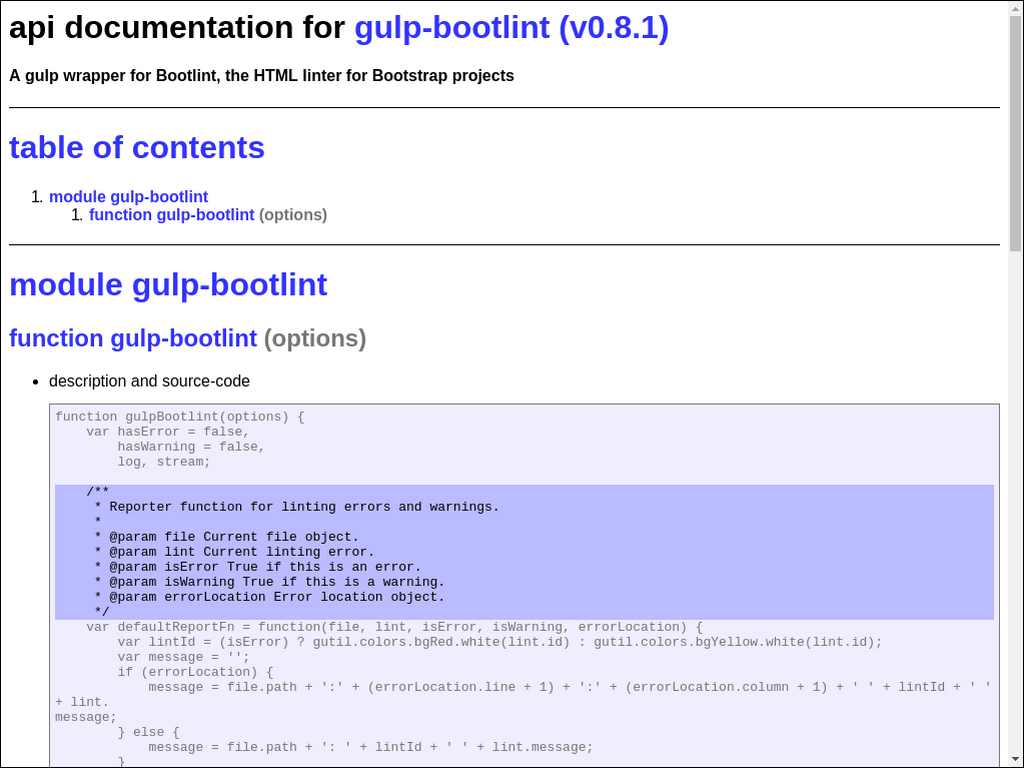 api documentation for gulp-bootlint (v0.8.1)
A gulp wrapper for Bootlint, the HTML linter for Bootstrap projects
table of contents
1. module gulp-bootlint
1. function gulp-bootlint (options)
module gulp-bootlint
function gulp-bootlint (options)
• description and source-code
function gulpBootlint(options) {
    var hasError = false,
        hasWarning = false,
        log, stream;
    /**
     * Reporter function for linting errors and warnings.
     *
     * @param file Current file object.
     * @param lint Current linting error.
     * @param isError True if this is an error.
     * @param isWarning True if this is a warning.
     * @param errorLocation Error location object.
     */
    var defaultReportFn = function(file, lint, isError, isWarning, errorLocation) {
        var lintId = (isError) ? gutil.colors.bgRed.white(lint.id) : gutil.colors.bgYellow.white(lint.id);
        var message = '';
        if (errorLocation) {
            message = file.path + ':' + (errorLocation.line + 1) + ':' + (errorLocation.column + 1) + ' ' + lintId + ' '
+ lint.
message;
        } else {
            message = file.path + ': ' + lintId + ' ' + lint.message;
        }